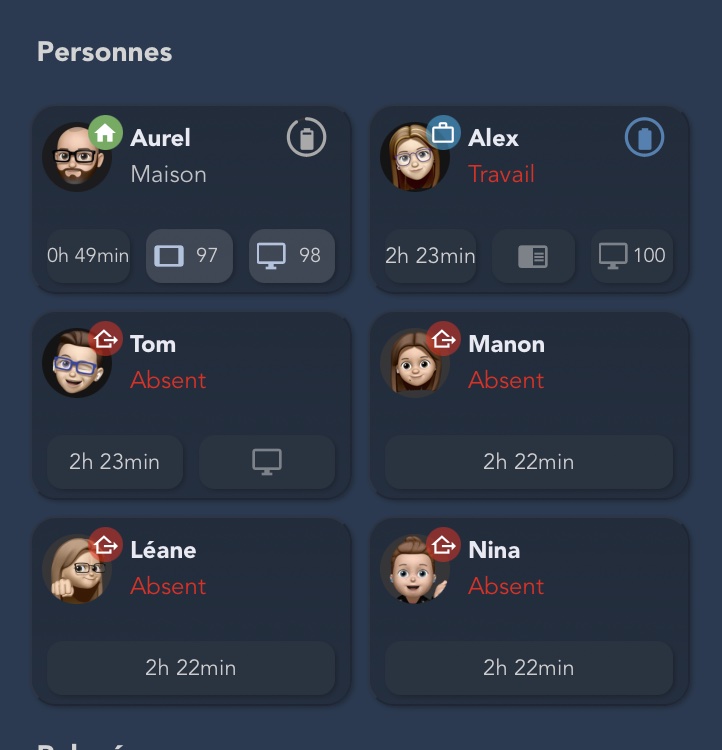 Personnes
Aurel
Maison
0h 49min 97 98
Alex
Travail
2h 23min 100
Tom
Absent
2h 23min
Manon
Absent
2h 22min
Léane
Absent
2h 22min
Nina
Absent
2h 22min